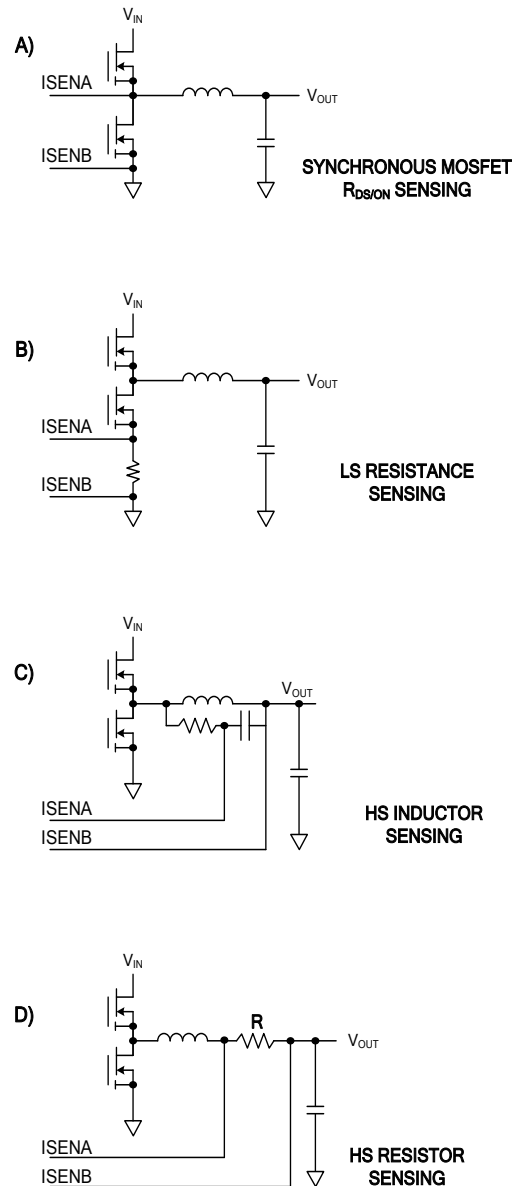 V_IN
A)
ISENA
V_OUT
ISENB
SYNCHRONOUS MOSFET
R_DS/ON SENSING
V_IN
B)
V_OUT
ISENA
ISENB
LS RESISTANCE
SENSING
V_IN
C)
V_OUT
ISENA
ISENB
HS INDUCTOR
SENSING
V_IN
D)
R
V_OUT
ISENA
ISENB
HS RESISTOR
SENSING